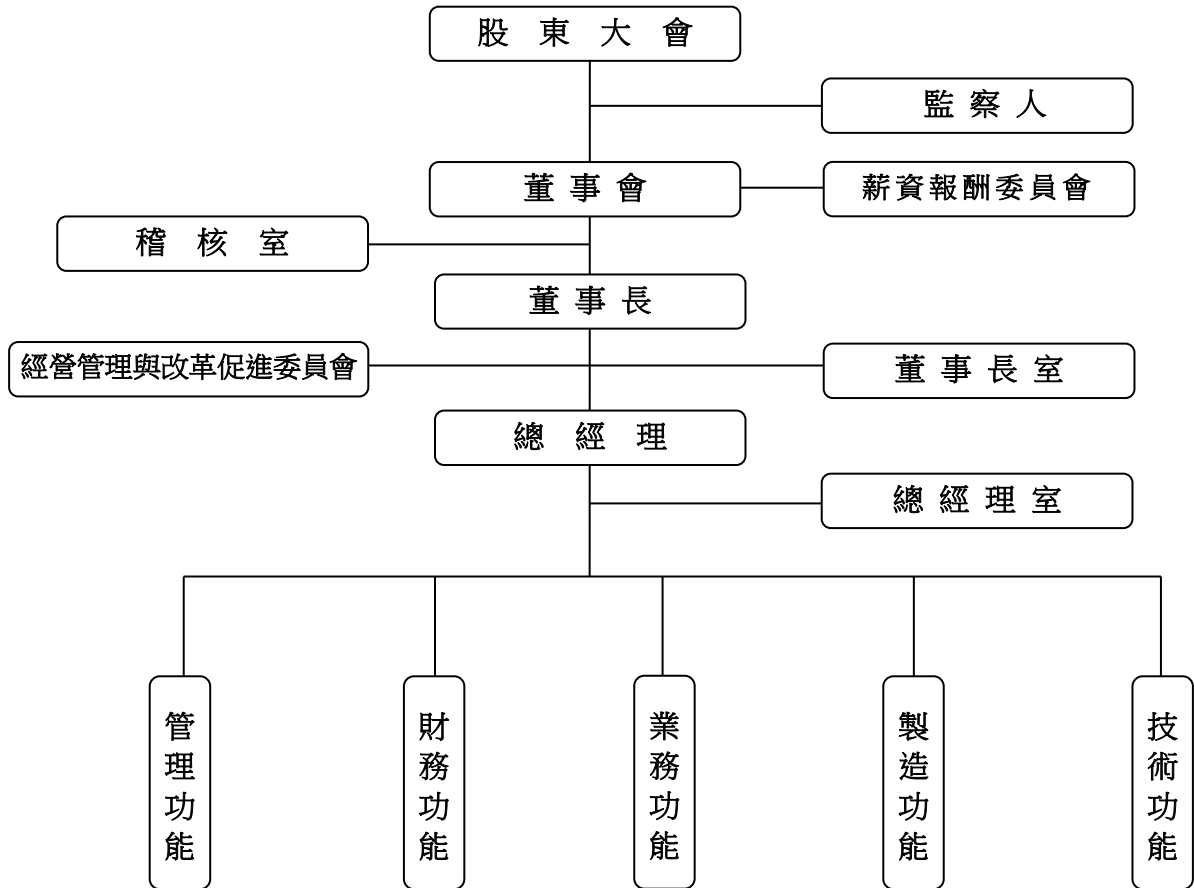 股東大會
監察人
董事會
薪資報酬委員會
稽核室
董事長
經營管理與改革促進委員會
董事長室
總經理
總經理室
管理功能
財務功能
業務功能
製造功能
技術功能